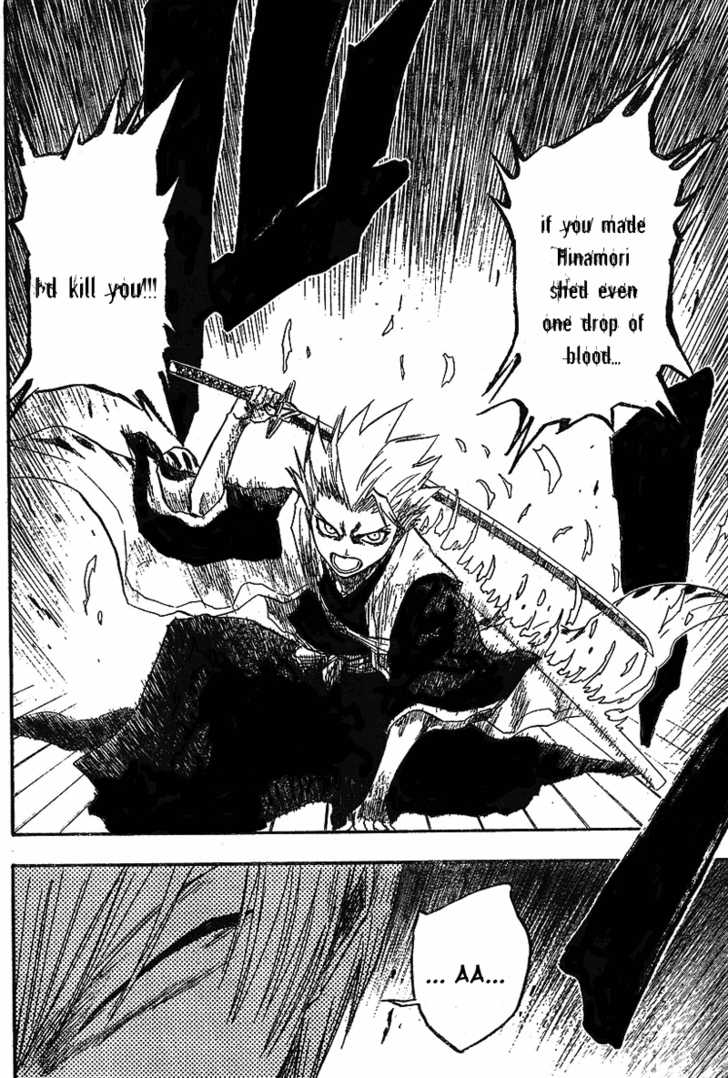 if you made
Hinamori
shed even
one drop of
blood...
I'd kill you!!!
... AA...